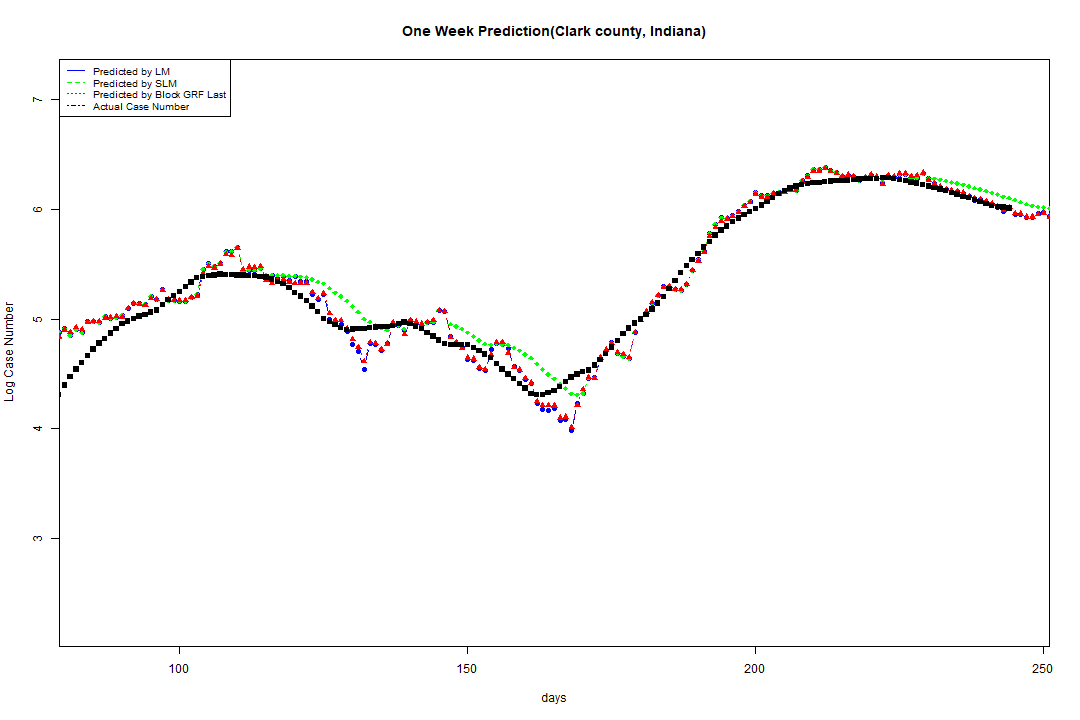 One Week Prediction(Clark county, Indiana)
Predicted by LM
Predicted by SLM
Predicted by Block GRF Last
Actual Case Number
7
6
5
4
3
Log Case Number
100 150 200 250
days